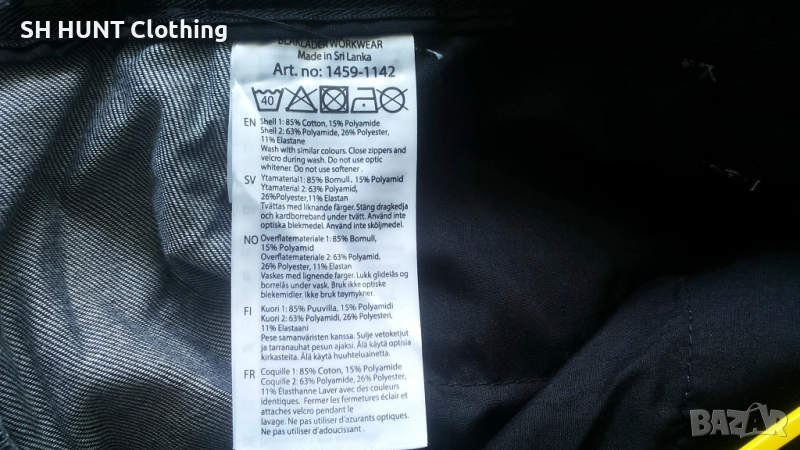 SH HUNT Clothing
BLÅKLÄDER WORKWEAR
Made in Sri Lanka
Art. no: 1459-1142
40
EN Shell 1: 85% Cotton, 15% Polyamide
Shell 2: 63% Polyamide, 26% Polyester,
11% Elastane
Wash with similar colours. Close zippers and
velcro during wash. Do not use optic
whitener. Do not use softener.
SV Ytamaterial1: 85% Bomull, 15% Polyamid
Ytamaterial 2: 63% Polyamid,
26%Polyester,11% Elastan
Tvättas med liknande färger. Stäng dragkedja
och kardborreband under tvätt. Använd inte
optiska blekmedel. Använd inte sköljmedel.
NO Overflatemateriale 1: 85% Bomull,
15% Polyamid
Overflatemateriale 2: 63% Polyamid,
26% Polyester, 11% Elastan
Vaskes med lignende farger. Lukk glidelås og
borrelås under vask. Bruk ikke optiske
blekemidler. Ikke bruk tøymykner.
FI Kuori 1: 85% Puuvilla, 15% Polyamidi
Kuori 2: 63% Polyamidi, 26% Polyesteri,
11% Elastaani
Pese samanväristen kanssa. Sulje vetoketjut
ja tarranauhat pesun ajaksi. Älä käytä optisia
kirkasteita. Älä käytä huuhteluainetta.
FR Coquille 1: 85% Coton, 15% Polyamide
Coquille 2: 63% Polyamide, 26% Polyester,
11% Elasthanne Laver avec des couleurs
identiques. Fermer les fermetures éclair et
attaches velcro pendant le
lavage. Ne pas utiliser d'azurants optiques.
Ne pas utiliser d'adoucissant.
BAZAR